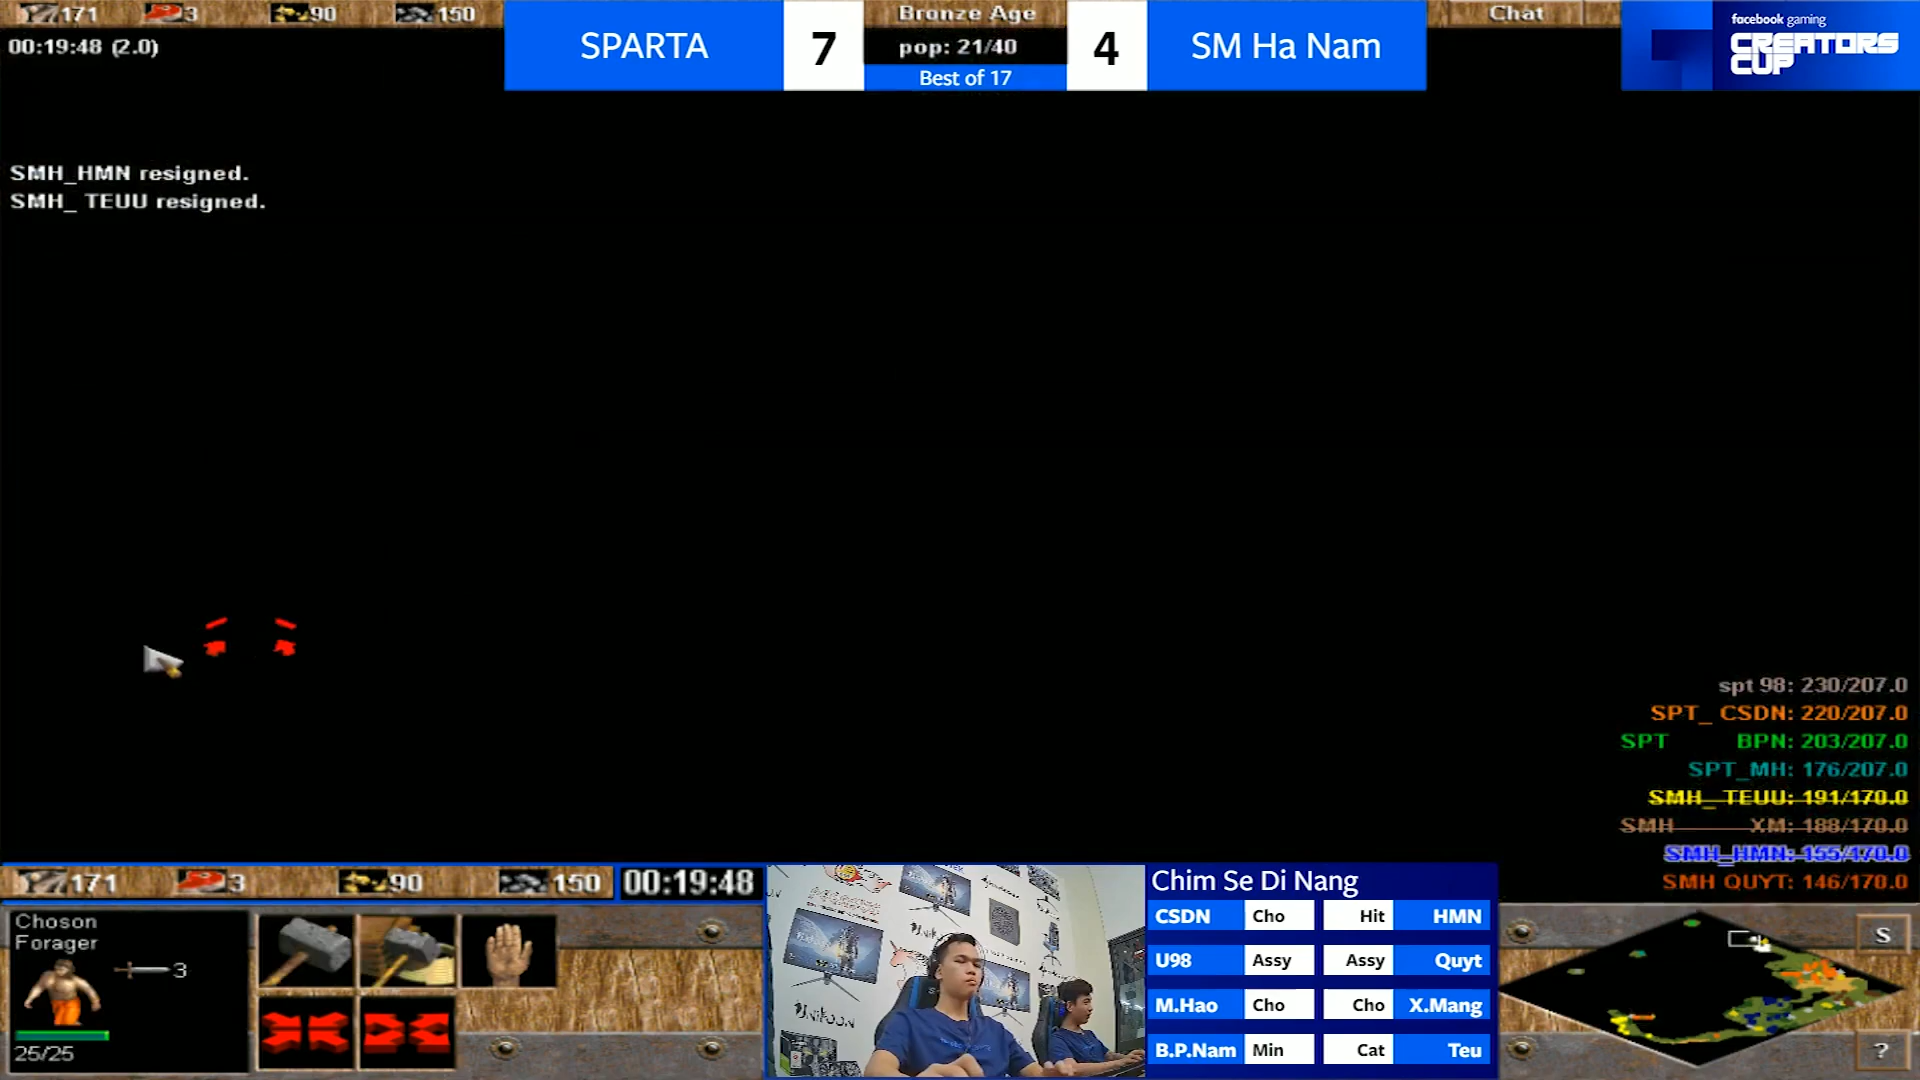 171 3 90 150
00:19:48 (2.0)
SPARTA 7
Bronze Age
pop: 21/40
Best of 17
4 SM Ha Nam
Chat
facebook gaming
CREATORS
CUP
SMH_HMN resigned.
SMH_ TEUU resigned.
spt 98: 230/207.0
SPT_ CSDN: 220/207.0
SPT BPN: 203/207.0
SPT_MH: 176/207.0
SMH_ TEUU: 191/170.0
SMH XM: 188/170.0
SMH_HMN: 155/170.0
SMH QUYT: 146/170.0
171 3 90 150 00:19:48
Choson
Forager
3
25/25
Chim Se Di Nang
CSDN Cho Hit HMN
U98 Assy Assy Quyt
M.Hao Cho Cho X.Mang
B.P.Nam Min Cat Teu
S
?